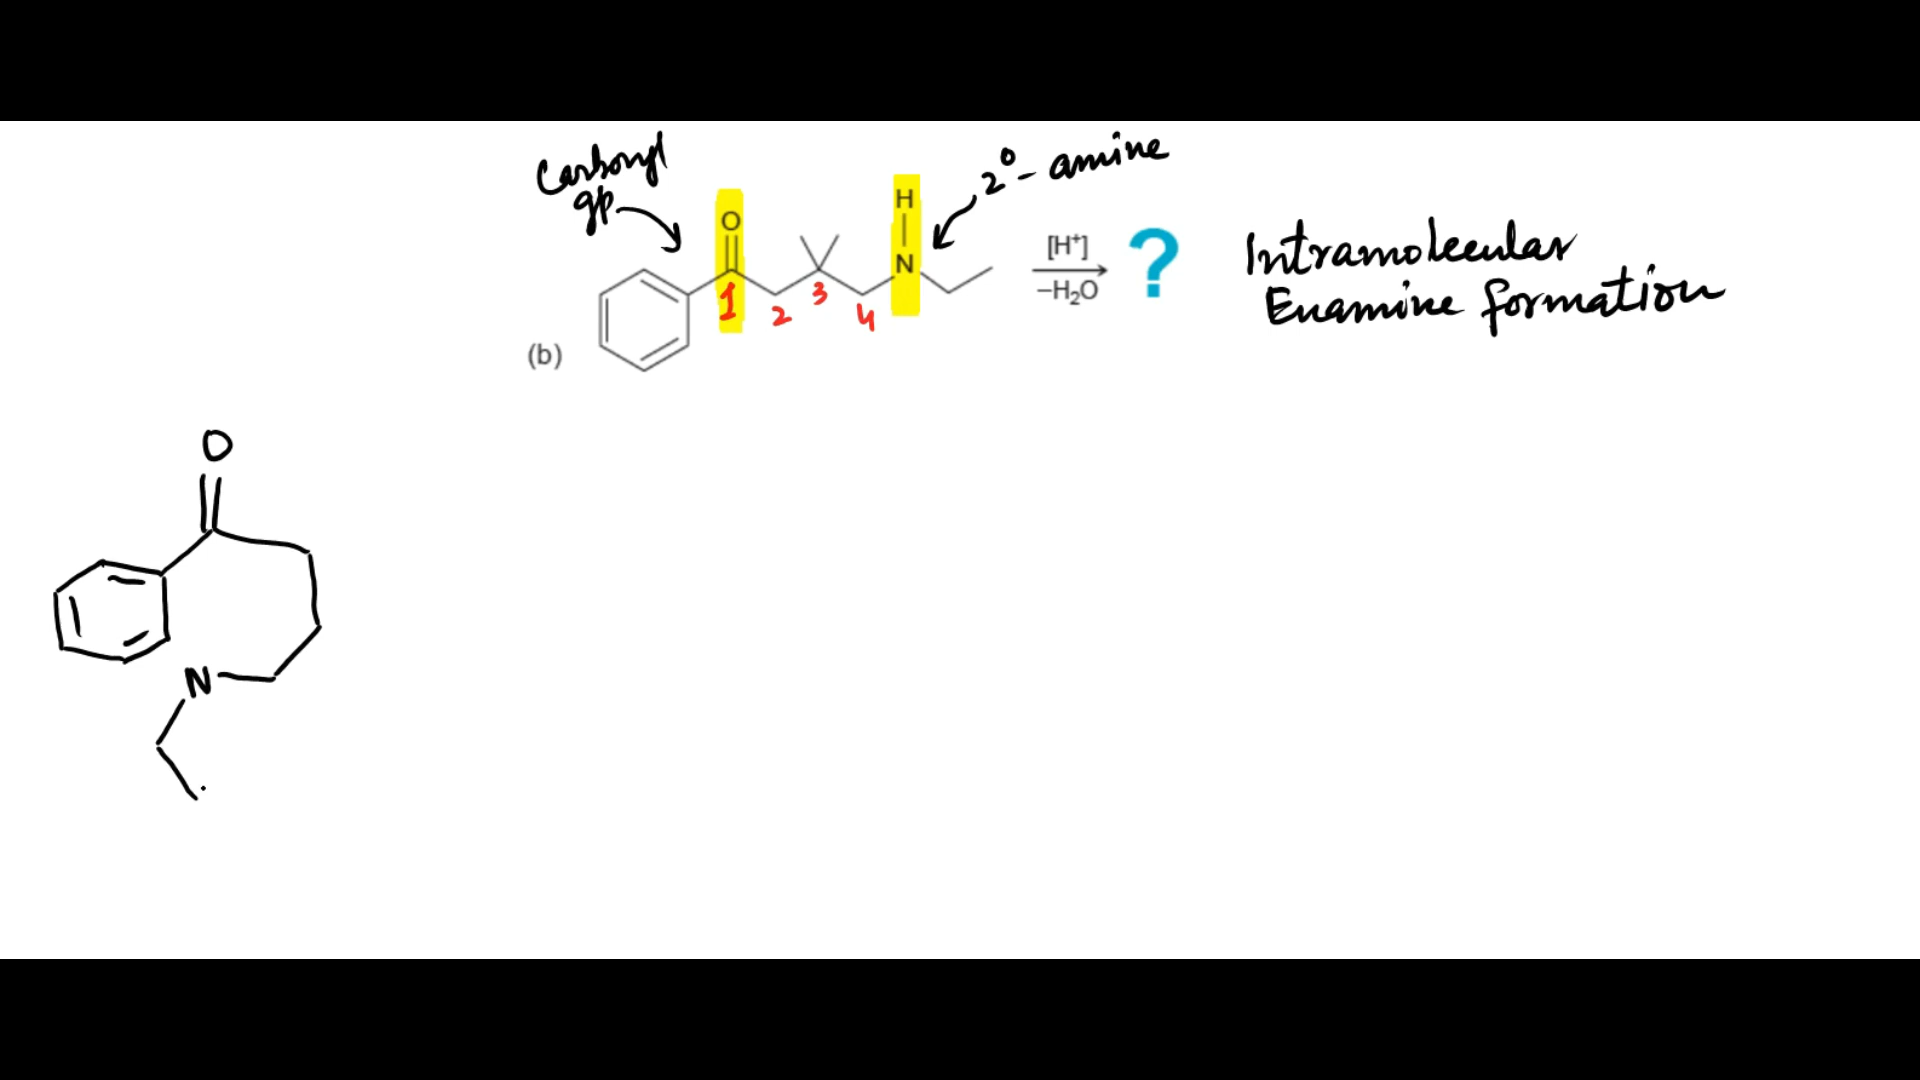 Carbonyl
gp
2°- amine
O
H
N
1
2
3
4
[H⁺]
−H₂O
?
Intramolecular
Enamine formation
(b)
O
N